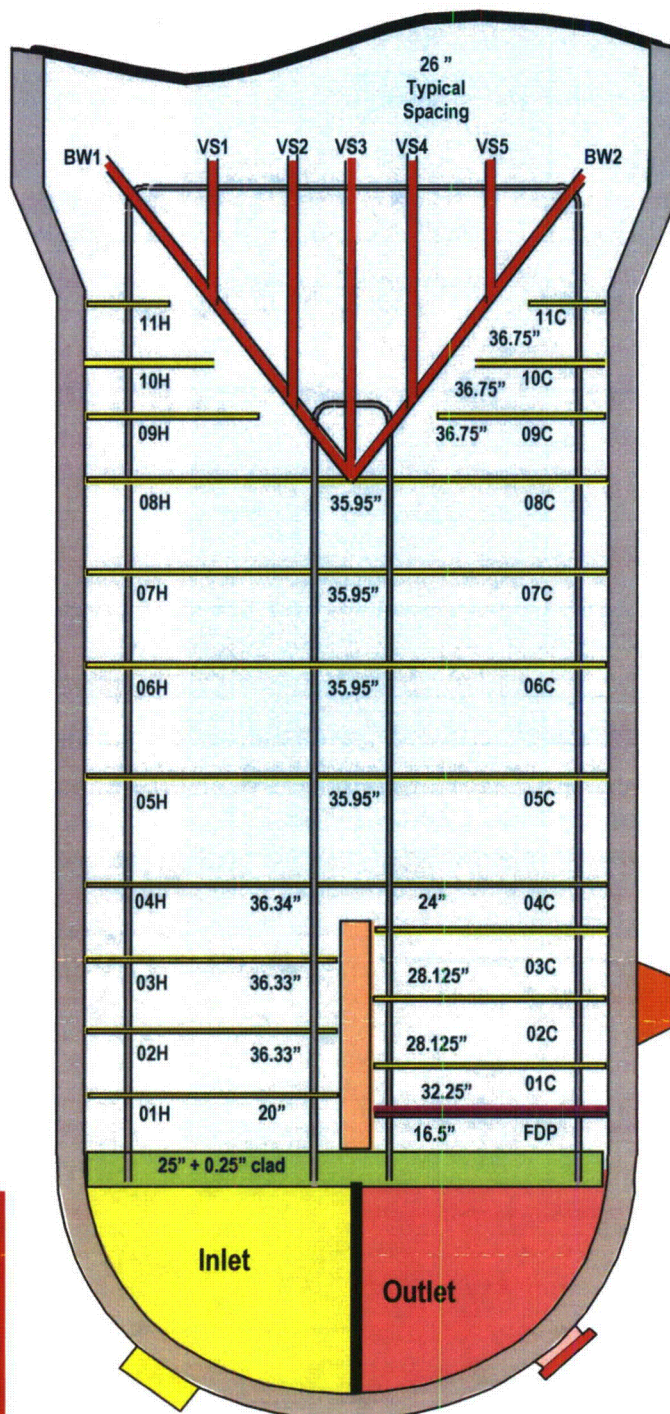 26 ”
Typical
Spacing
BW1 VS1 VS2 VS3 VS4 VS5 BW2
11H 11C
36.75”
10H 36.75” 10C
09H 36.75” 09C
08H 35.95” 08C
07H 35.95” 07C
06H 35.95” 06C
05H 35.95” 05C
04H 36.34” 24” 04C
03H 36.33” 28.125” 03C
02H 36.33” 28.125” 02C
32.25” 01C
01H 20”
16.5” FDP
25” + 0.25” clad
Inlet
Outlet